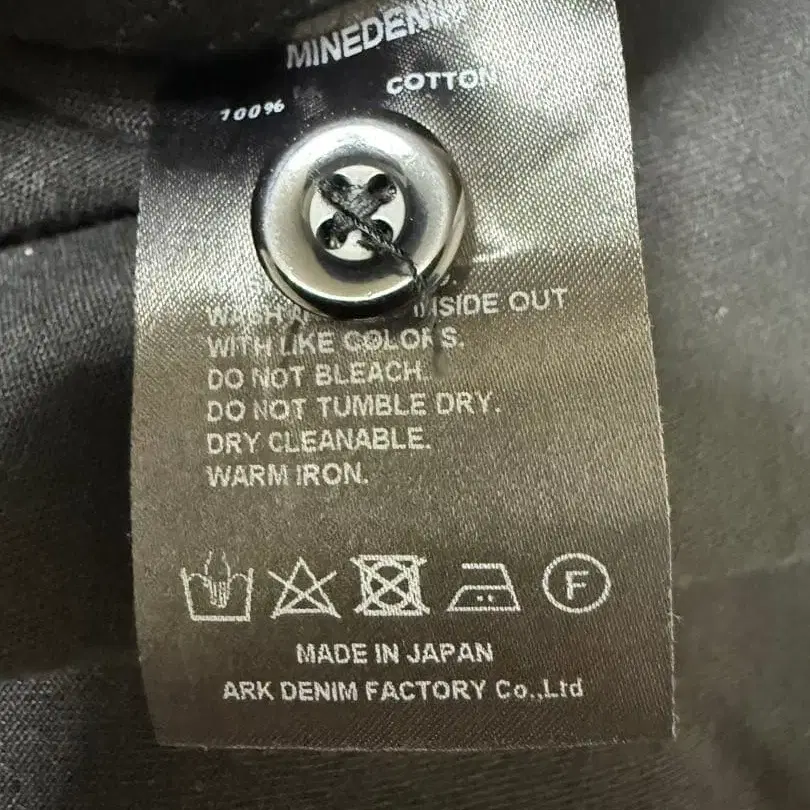 MINEDENIM
100% COTTON
INSIDE OUT
WITH LIKE COLORS.
DO NOT BLEACH.
DO NOT TUMBLE DRY.
DRY CLEANABLE.
WARM IRON.
F
MADE IN JAPAN
ARK DENIM FACTORY Co.,Ltd